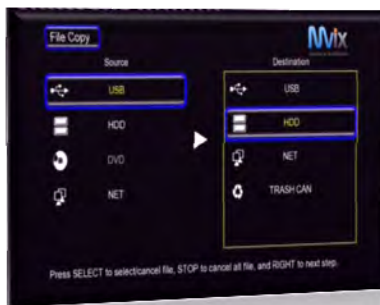 File Copy
Mvix
Source
Destination
USB
USB
HDD
HDD
DVD
NET
NET
TRASH CAN
Press SELECT to select/cancel file, STOP to cancel all file, and RIGHT to next step.